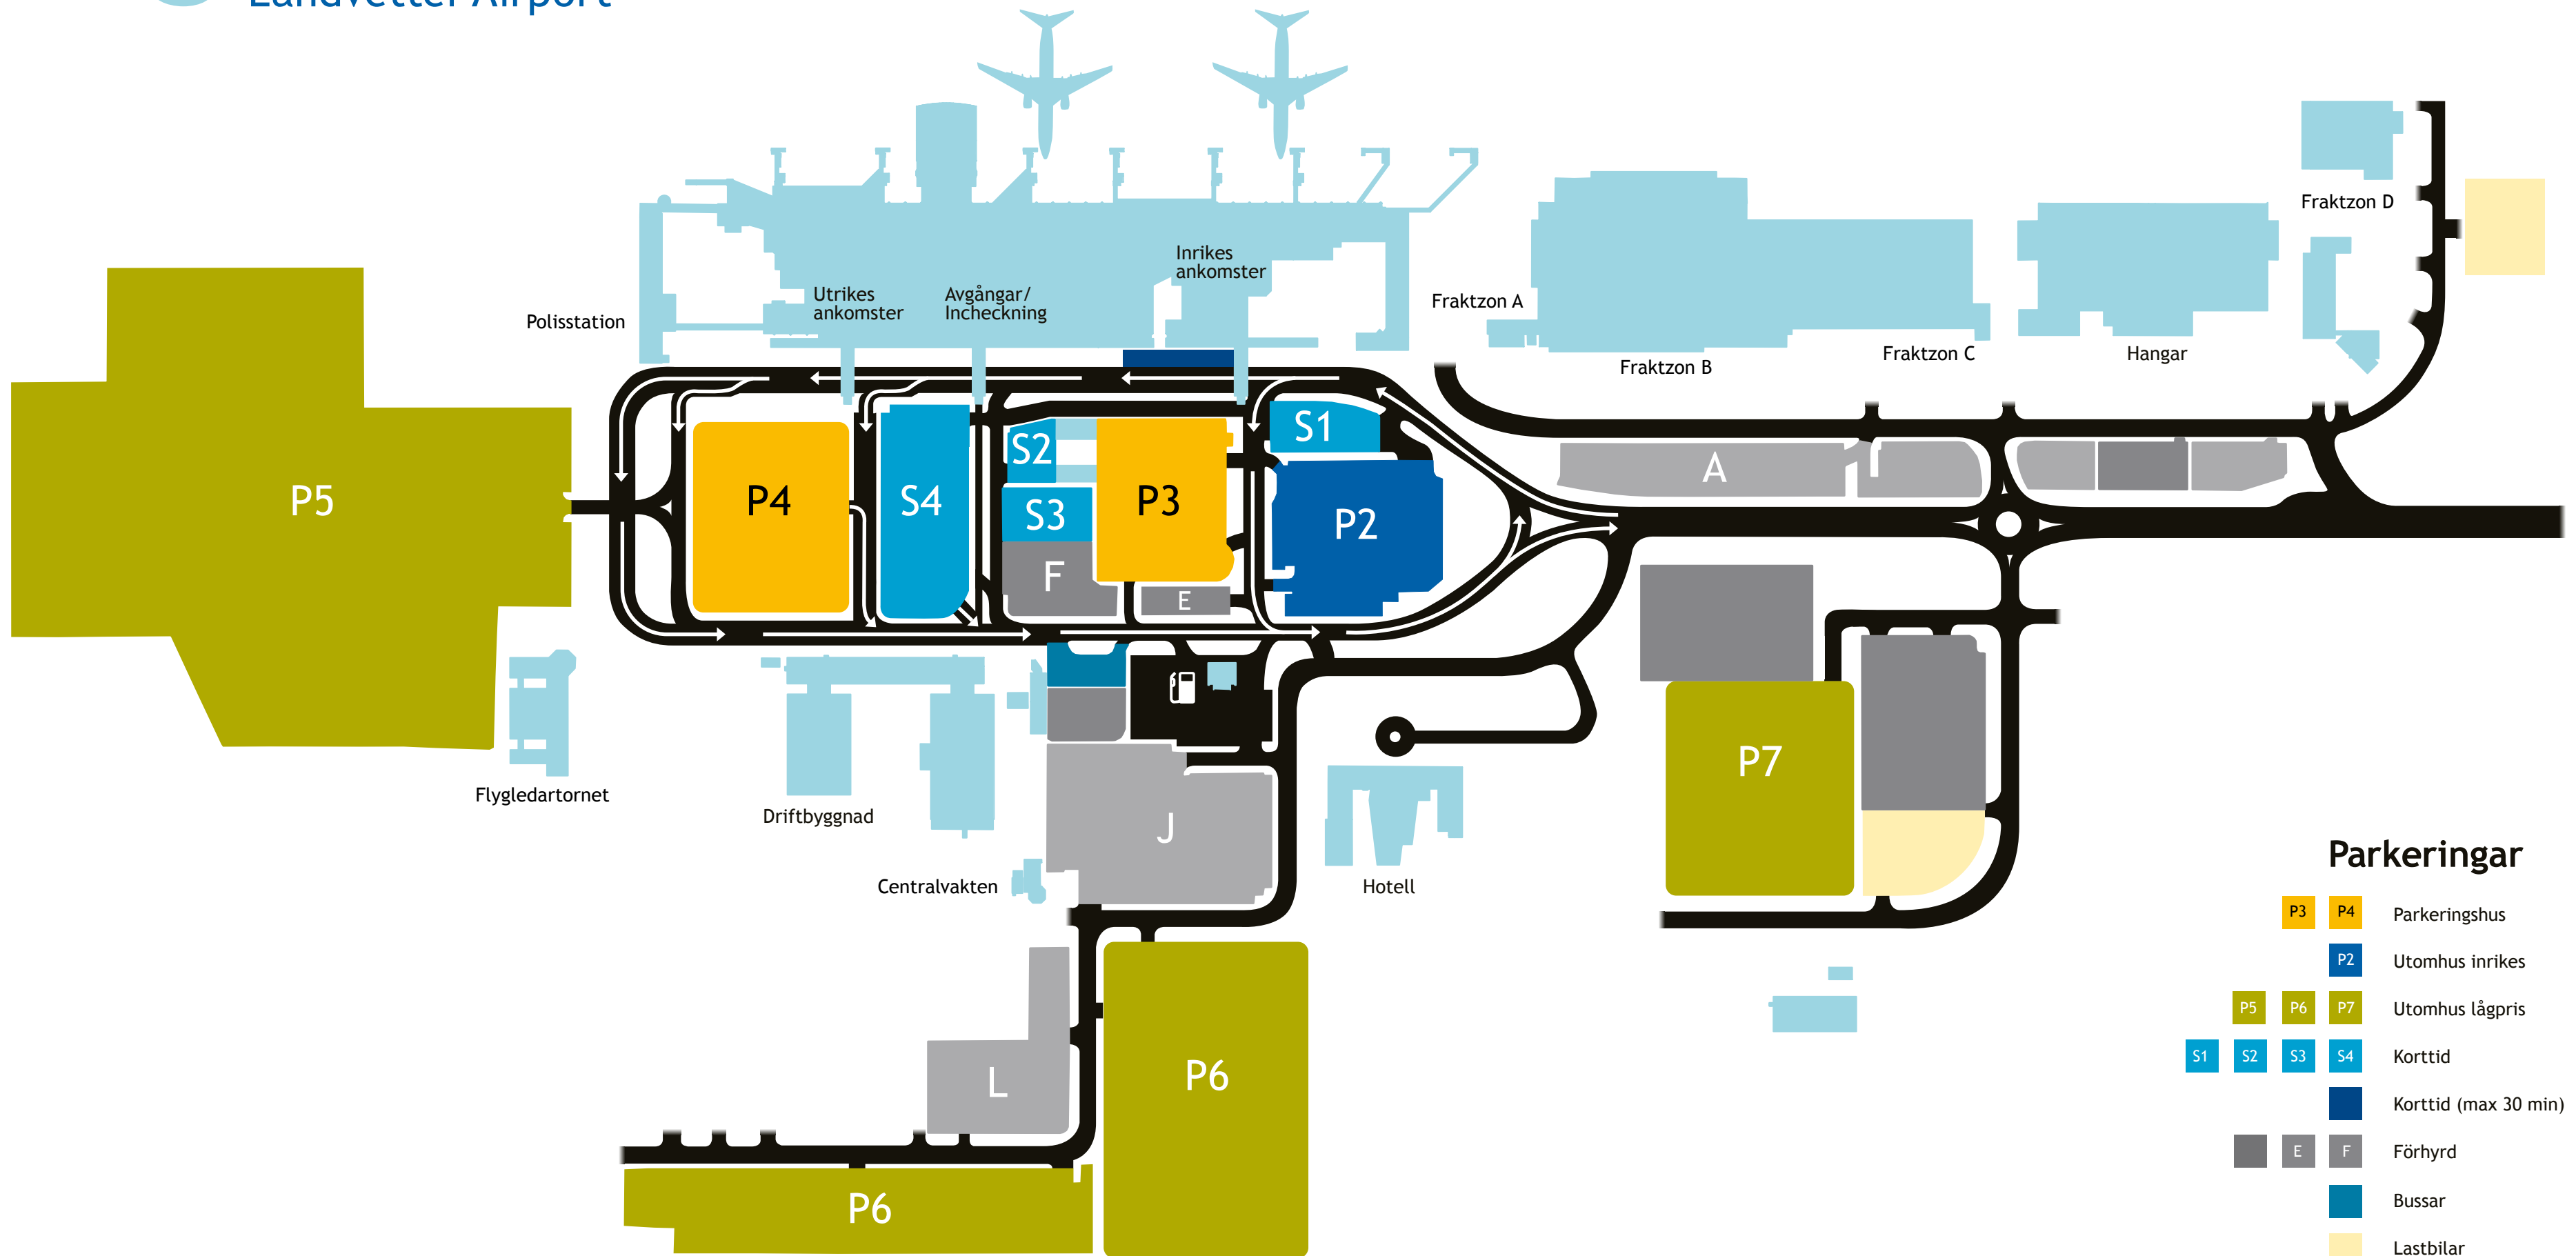 Landvetter Airport
Fraktzon D
Inrikes
ankomster
Utrikes
ankomster
Avgångar/
Incheckning
Polisstation
Fraktzon A
Fraktzon B
Fraktzon C
Hangar
P5
P4
S4
S2
S3
F
P3
E
S1
P2
A
P7
Flygledartornet
Driftbyggnad
Centralvakten
J
Hotell
L
P6
P6
Parkeringar
P3 P4 Parkeringshus
P2 Utomhus inrikes
P5 P6 P7 Utomhus lågpris
S1 S2 S3 S4 Korttid
Korttid (max 30 min)
E F Förhyrd
Bussar
Lastbilar